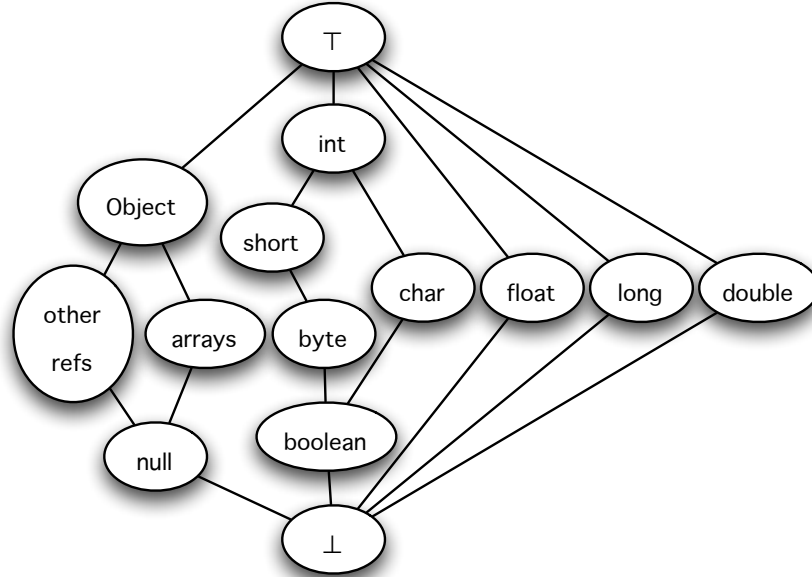 ⊤
int
Object
short
char
float
long
double
other
refs
arrays
byte
boolean
null
⊥